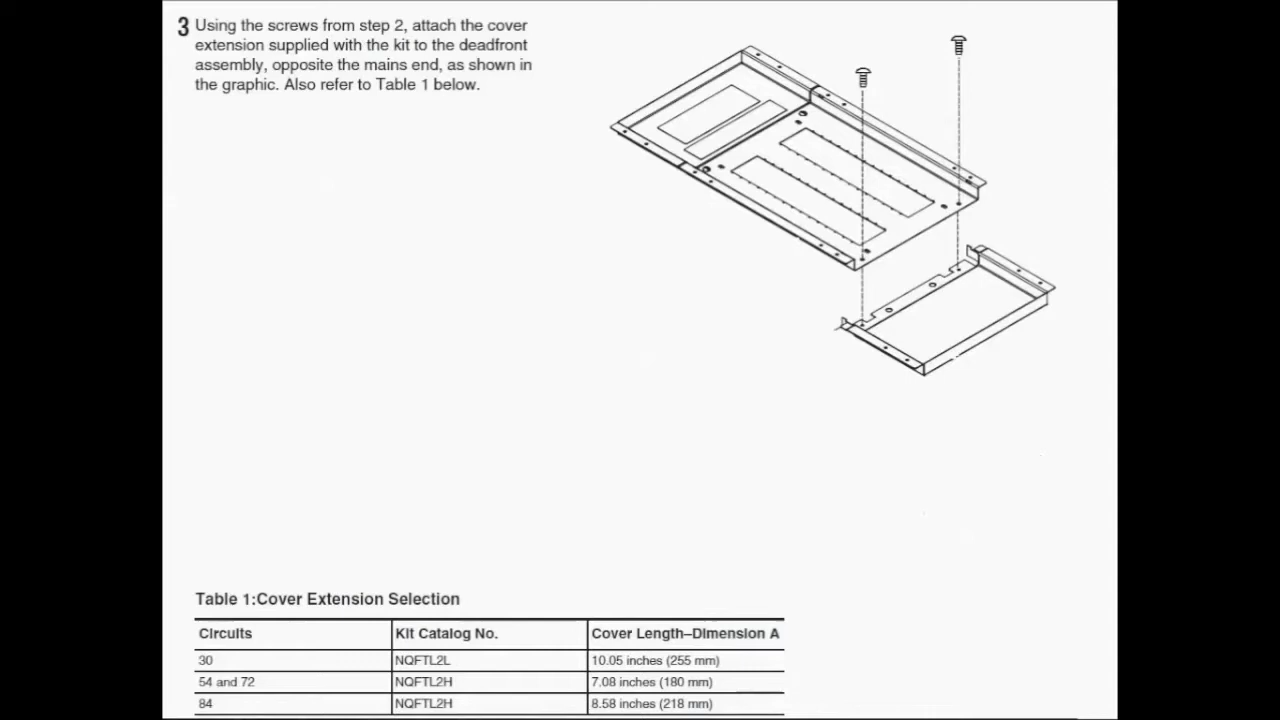 3 Using the screws from step 2, attach the cover
extension supplied with the kit to the deadfront
assembly, opposite the mains end, as shown in
the graphic. Also refer to Table 1 below.
Table 1:Cover Extension Selection
Circuits Kit Catalog No. Cover Length–Dimension A
30 NQFTL2L 10.05 inches (255 mm)
54 and 72 NQFTL2H 7.08 inches (180 mm)
84 NQFTL2H 8.58 inches (218 mm)